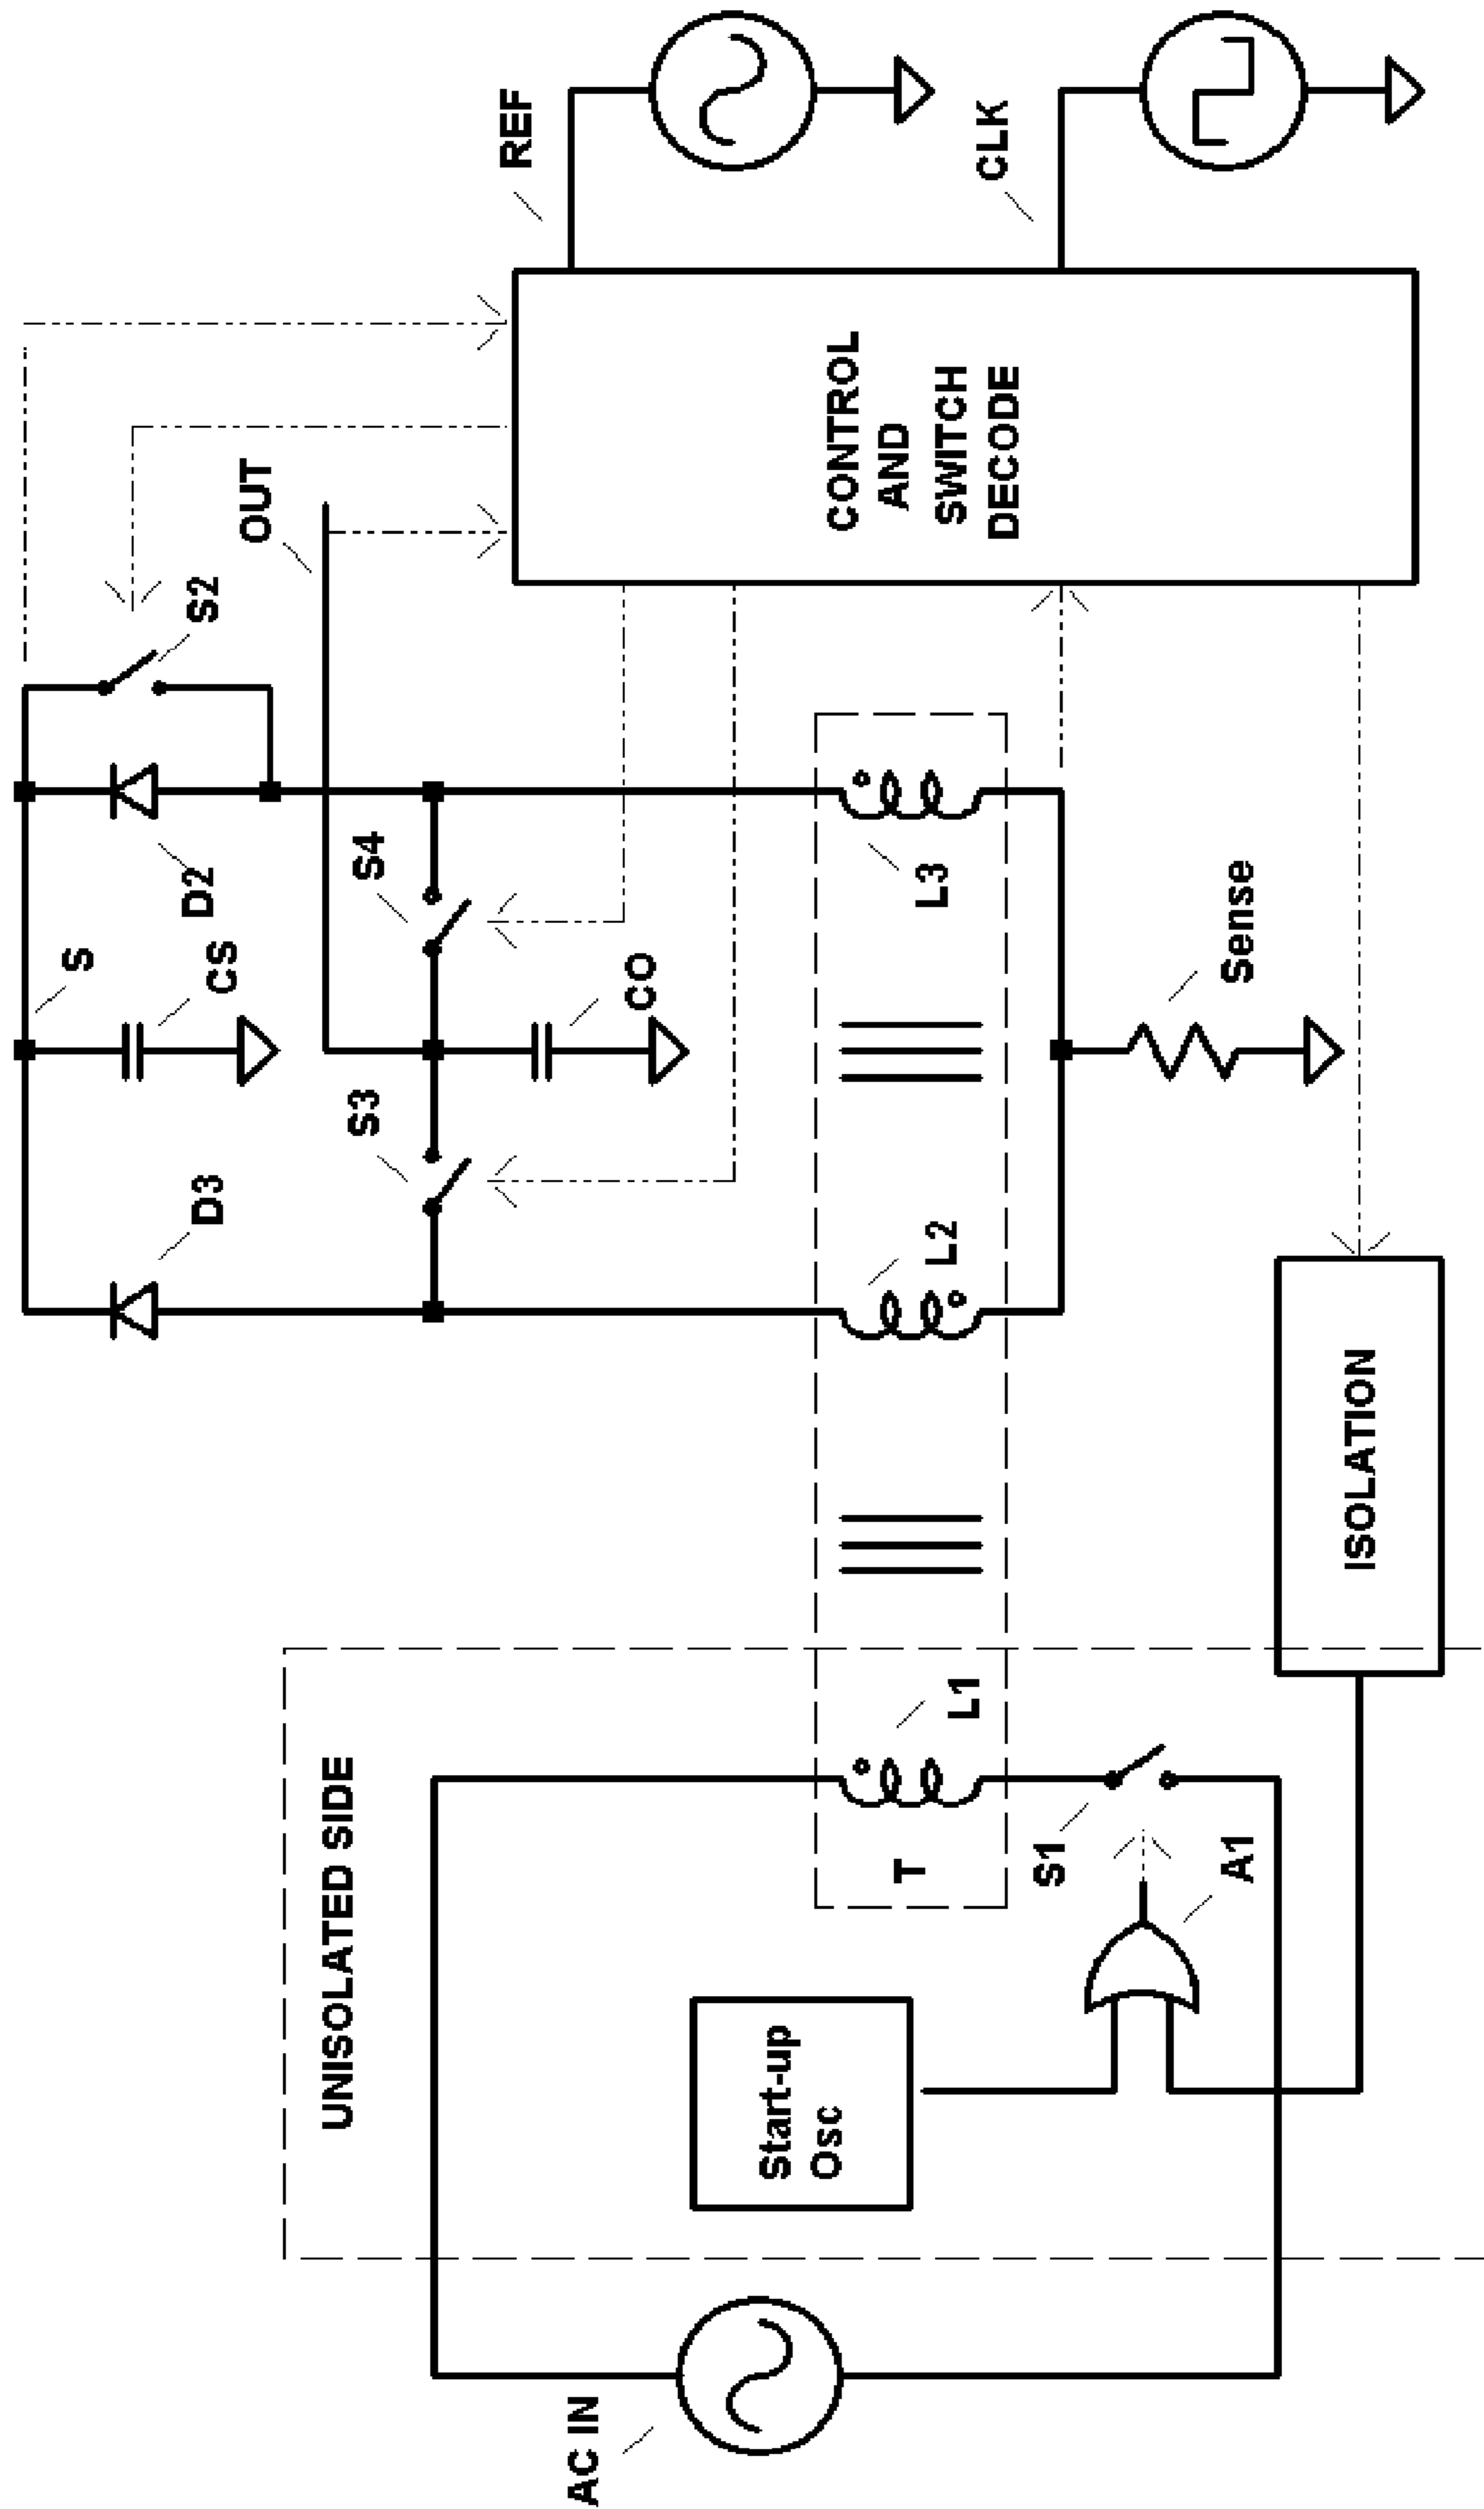 AC IN
UNISOLATED SIDE
Start-up
Osc
T
L1
S1
A1
ISOLATION
D3
S3
L2
S
CS
CO
Sense
D2
S4
L3
S2
OUT
CONTROL
AND
SWITCH
DECODE
REF
CLK